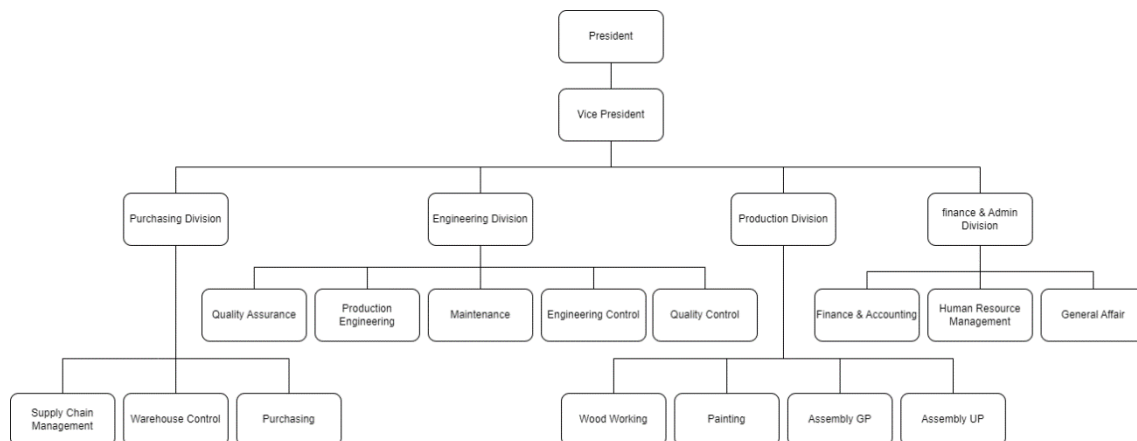 President
Vice President
Purchasing Division
Engineering Division
Production Division
finance & Admin
Division
Quality Assurance
Production
Engineering
Maintenance
Engineering Control
Quality Control
Finance & Accounting
Human Resource
Management
General Affair
Supply Chain
Management
Warehouse Control
Purchasing
Wood Working
Painting
Assembly GP
Assembly UP